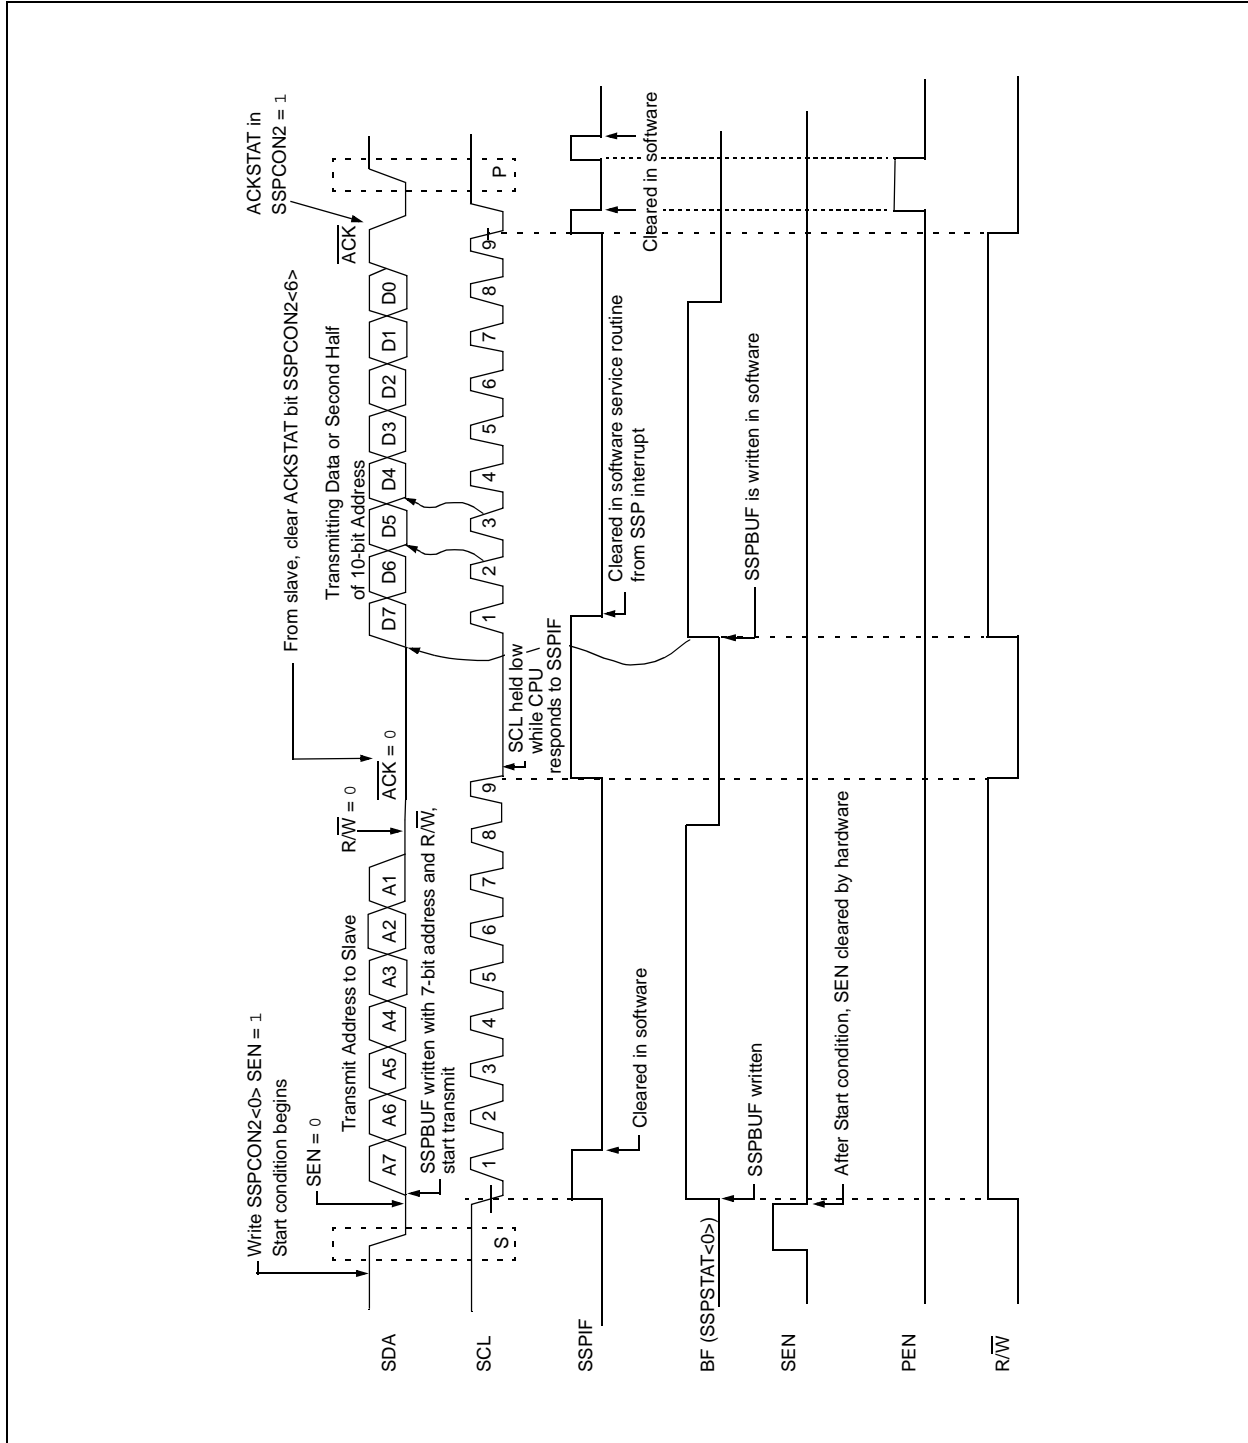 Write SSPCON2<0> SEN = 1
Start condition begins
SEN = 0
Transmit Address to Slave
R/W = 0
ACK = 0
From slave, clear ACKSTAT bit SSPCON2<6>
Transmitting Data or Second Half
of 10-bit Address
ACK
ACKSTAT in
SSPCON2 = 1
SDA
A7 A6 A5 A4 A3 A2 A1
D7 D6 D5 D4 D3 D2 D1 D0
SSPBUF written with 7-bit address and R/W,
start transmit
SCL
S
1 2 3 4 5 6 7 8 9
1 2 3 4 5 6 7 8 9
P
SCL held low
while CPU
responds to SSPIF
SSPIF
Cleared in software
Cleared in software service routine
from SSP interrupt
Cleared in software
BF (SSPSTAT<0>)
SSPBUF written
SSPBUF is written in software
SEN
After Start condition, SEN cleared by hardware
PEN
R/W